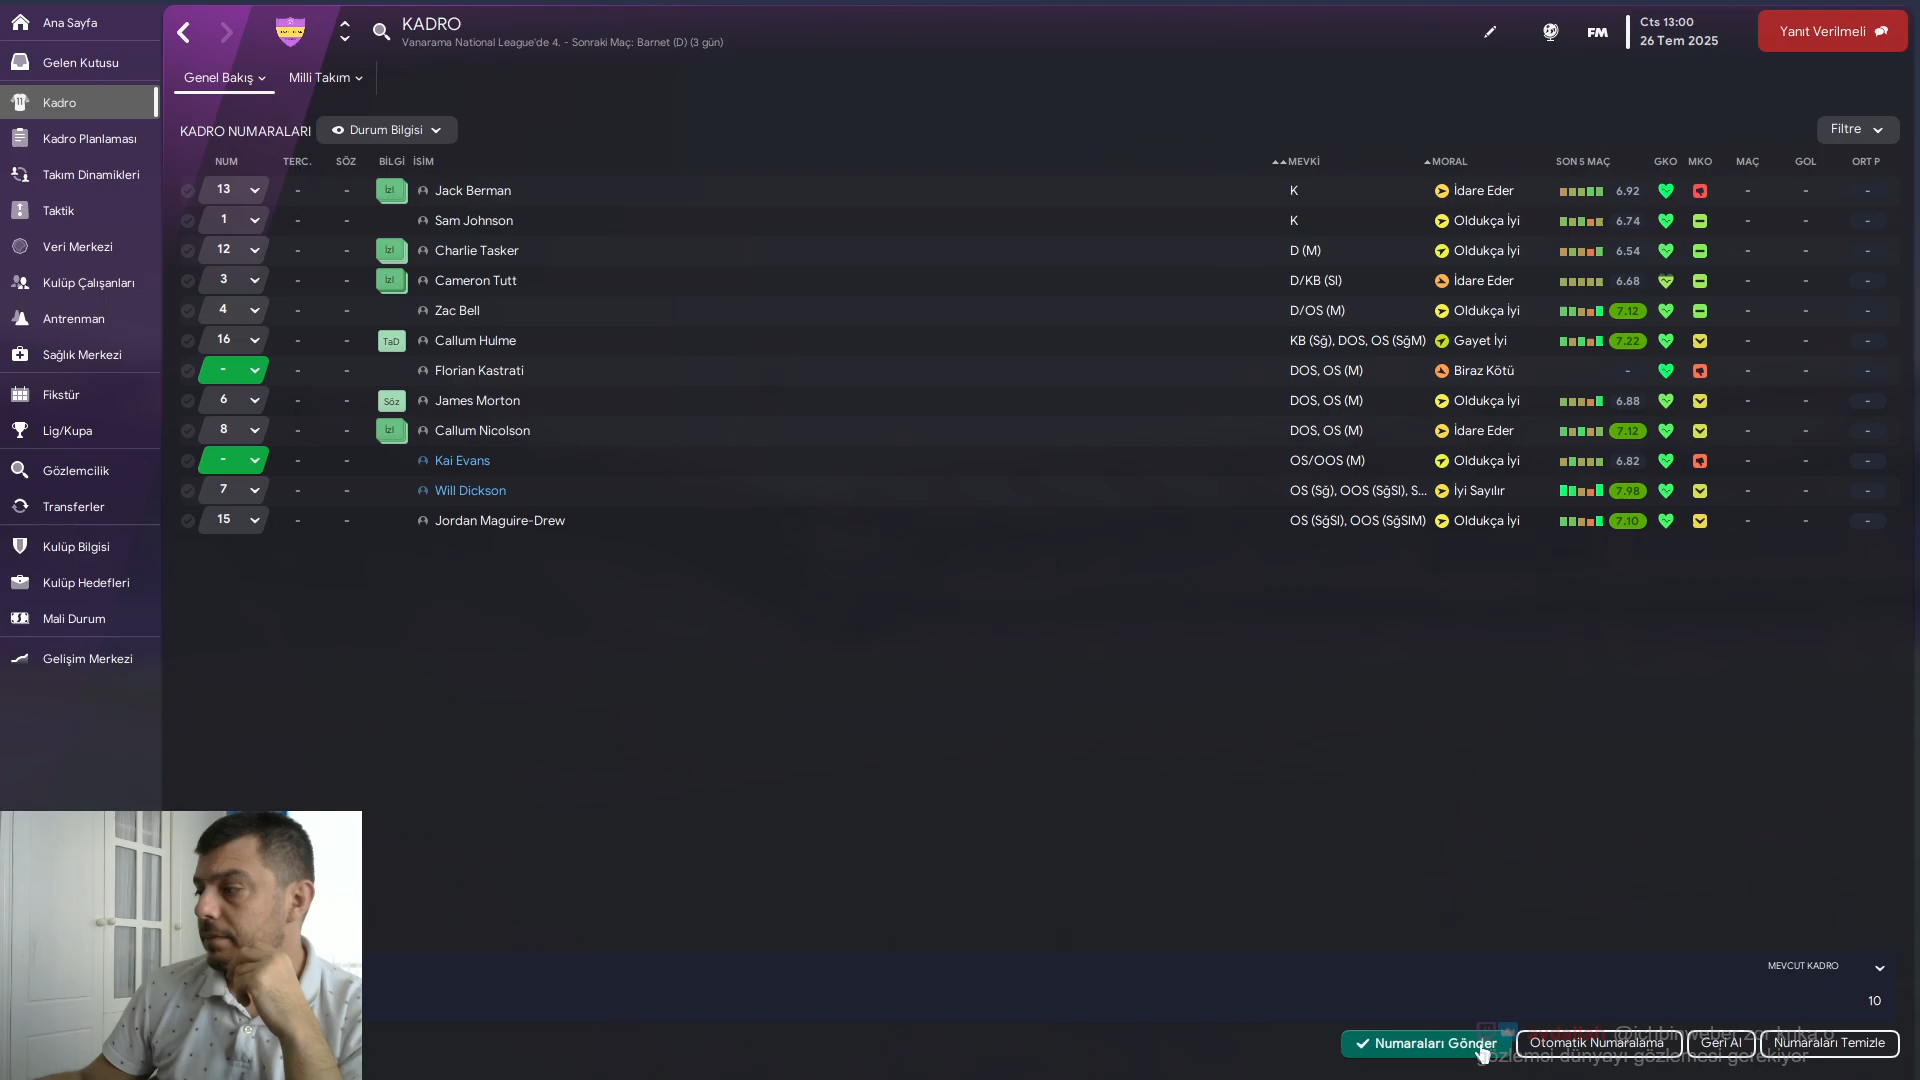 Ana Sayfa
Gelen Kutusu
Kadro
Kadro Planlaması
Takım Dinamikleri
Taktik
Veri Merkezi
Kulüp Çalışanları
Antrenman
Sağlık Merkezi
Fikstür
Lig/Kupa
Gözlemcilik
Transferler
Kulüp Bilgisi
Kulüp Hedefleri
Mali Durum
Gelişim Merkezi
KADRO
Vanarama National League'de 4. - Sonraki Maç: Barnet (D) (3 gün)
FM
Cts 13:00
26 Tem 2025
Yanıt Verilmeli
Genel Bakış
Milli Takım
KADRO NUMARALARI
Durum Bilgisi
Filtre
NUM TERC. SÖZ BİLGİ İSİM MEVKİ MORAL SON 5 MAÇ GKO MKO MAÇ GOL ORT P
13 - - İzl Jack Berman K İdare Eder 6.92 - - -
1 - - Sam Johnson K Oldukça İyi 6.74 - - -
12 - - İzl Charlie Tasker D (M) Oldukça İyi 6.54 - - -
3 - - İzl Cameron Tutt D/KB (Sl) İdare Eder 6.68 - - -
4 - - Zac Bell D/OS (M) Oldukça İyi 7.12 - - -
16 - - TaD Callum Hulme KB (Sğ), DOS, OS (SğM) Gayet İyi 7.22 - - -
- - - Florian Kastrati DOS, OS (M) Biraz Kötü - - - -
6 - - Söz James Morton DOS, OS (M) Oldukça İyi 6.88 - - -
8 - - İzl Callum Nicolson DOS, OS (M) İdare Eder 7.12 - - -
- - - Kai Evans OS/OOS (M) Oldukça İyi 6.82 - - -
7 - - Will Dickson OS (Sğ), OOS (SğSl), S... İyi Sayılır 7.98 - - -
15 - - Jordan Maguire-Drew OS (SğSl), OOS (SğSlM) Oldukça İyi 7.10 - - -
MEVCUT KADRO
10
Numaraları Gönder
Otomatik Numaralama
Geri Al
Numaraları Temizle
gözlemci dünyayı gözlemesi gerekiyor